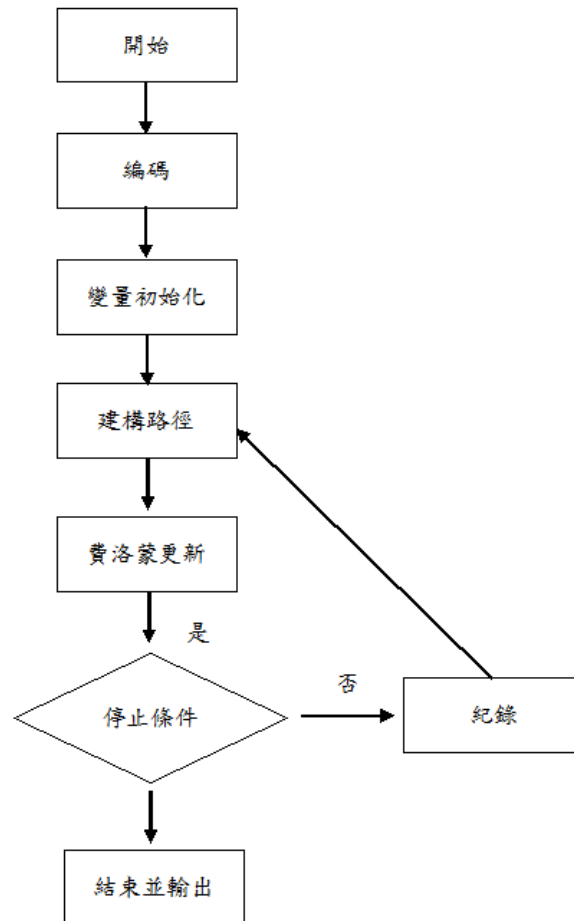 開始
編碼
變量初始化
建構路徑
費洛蒙更新
是
停止條件
否
紀錄
結束並輸出